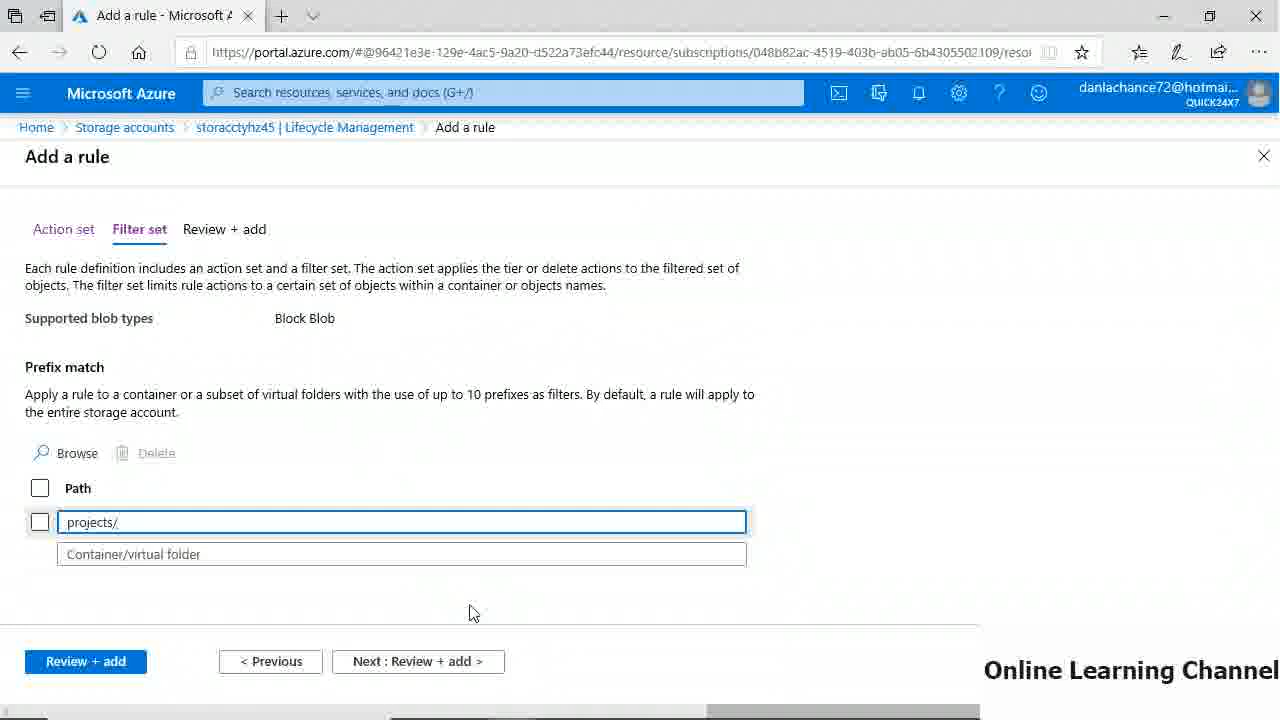 Add a rule - Microsoft A
https://portal.azure.com/#@96421e3e-129e-4ac5-9a20-d522a73efc44/resource/subscriptions/048b82ac-4519-403b-ab05-6b4305502109/resou
Microsoft Azure
Search resources, services, and docs (G+/)
danlachance72@hotmai...
QUICK24X7
Home > Storage accounts > storacctyhz45 | Lifecycle Management > Add a rule
Add a rule
Action set Filter set Review + add
Each rule definition includes an action set and a filter set. The action set applies the tier or delete actions to the filtered set of
objects. The filter set limits rule actions to a certain set of objects within a container or objects names.
Supported blob types Block Blob
Prefix match
Apply a rule to a container or a subset of virtual folders with the use of up to 10 prefixes as filters. By default, a rule will apply to
the entire storage account.
Browse Delete
Path
projects/
Container/virtual folder
Review + add < Previous Next : Review + add >
Online Learning Channel